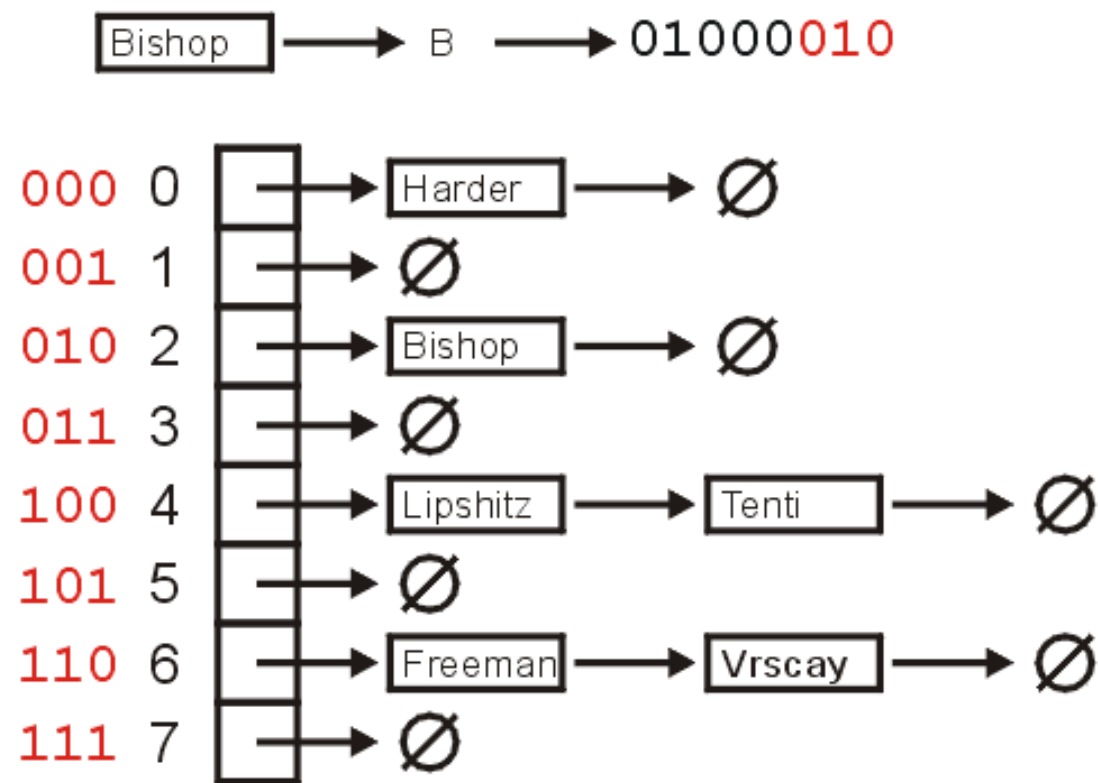 Bishop B 01000010
000 0 Harder Ø
001 1 Ø
010 2 Bishop Ø
011 3 Ø
100 4 Lipshitz Tenti Ø
101 5 Ø
110 6 Freeman Vrscay Ø
111 7 Ø